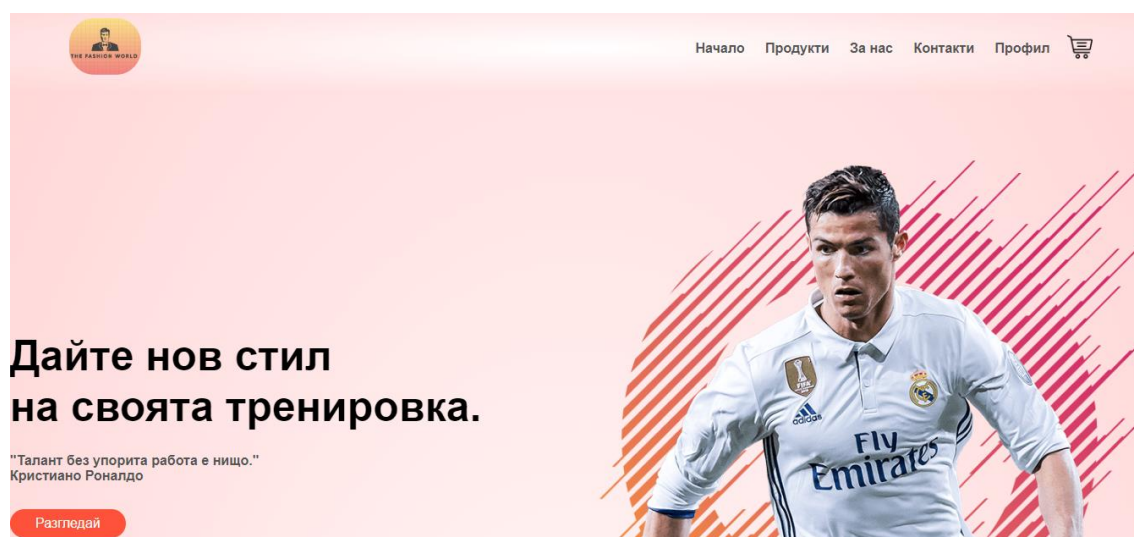 THE FASHION WORLD
Начало Продукти За нас Контакти Профил
Дайте нов стил
на своята тренировка.
"Талант без упорита работа е нищо."
Кристиано Роналдо
Разгледай
adidas
Fly
Emirates